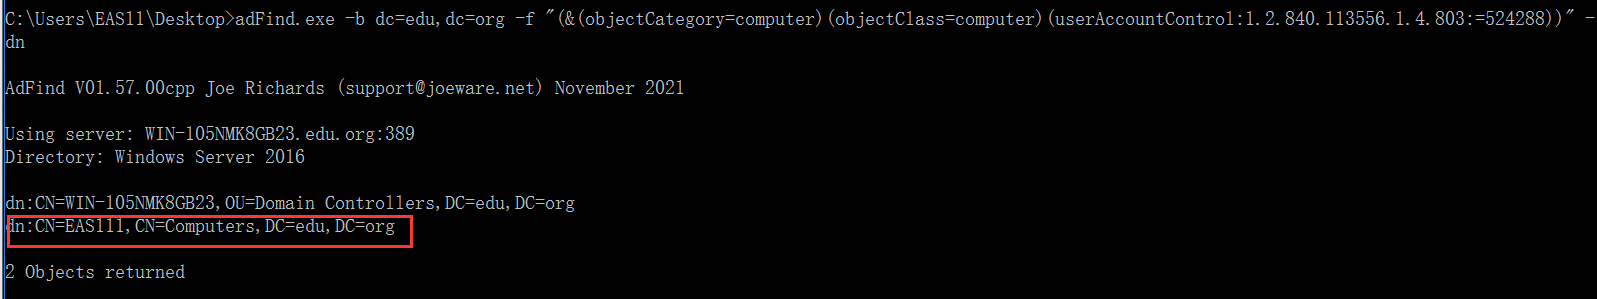 C:\Users\EAS11\Desktop>adFind.exe -b dc=edu,dc=org -f "(&(objectCategory=computer)(objectClass=computer)(userAccountControl:1.2.840.113556.1.4.803:=524288))" -
dn
AdFind V01.57.00cpp Joe Richards (support@joeware.net) November 2021
Using server: WIN-105NMK8GB23.edu.org:389
Directory: Windows Server 2016
dn:CN=WIN-105NMK8GB23,OU=Domain Controllers,DC=edu,DC=org
dn:CN=EAS111,CN=Computers,DC=edu,DC=org
2 Objects returned